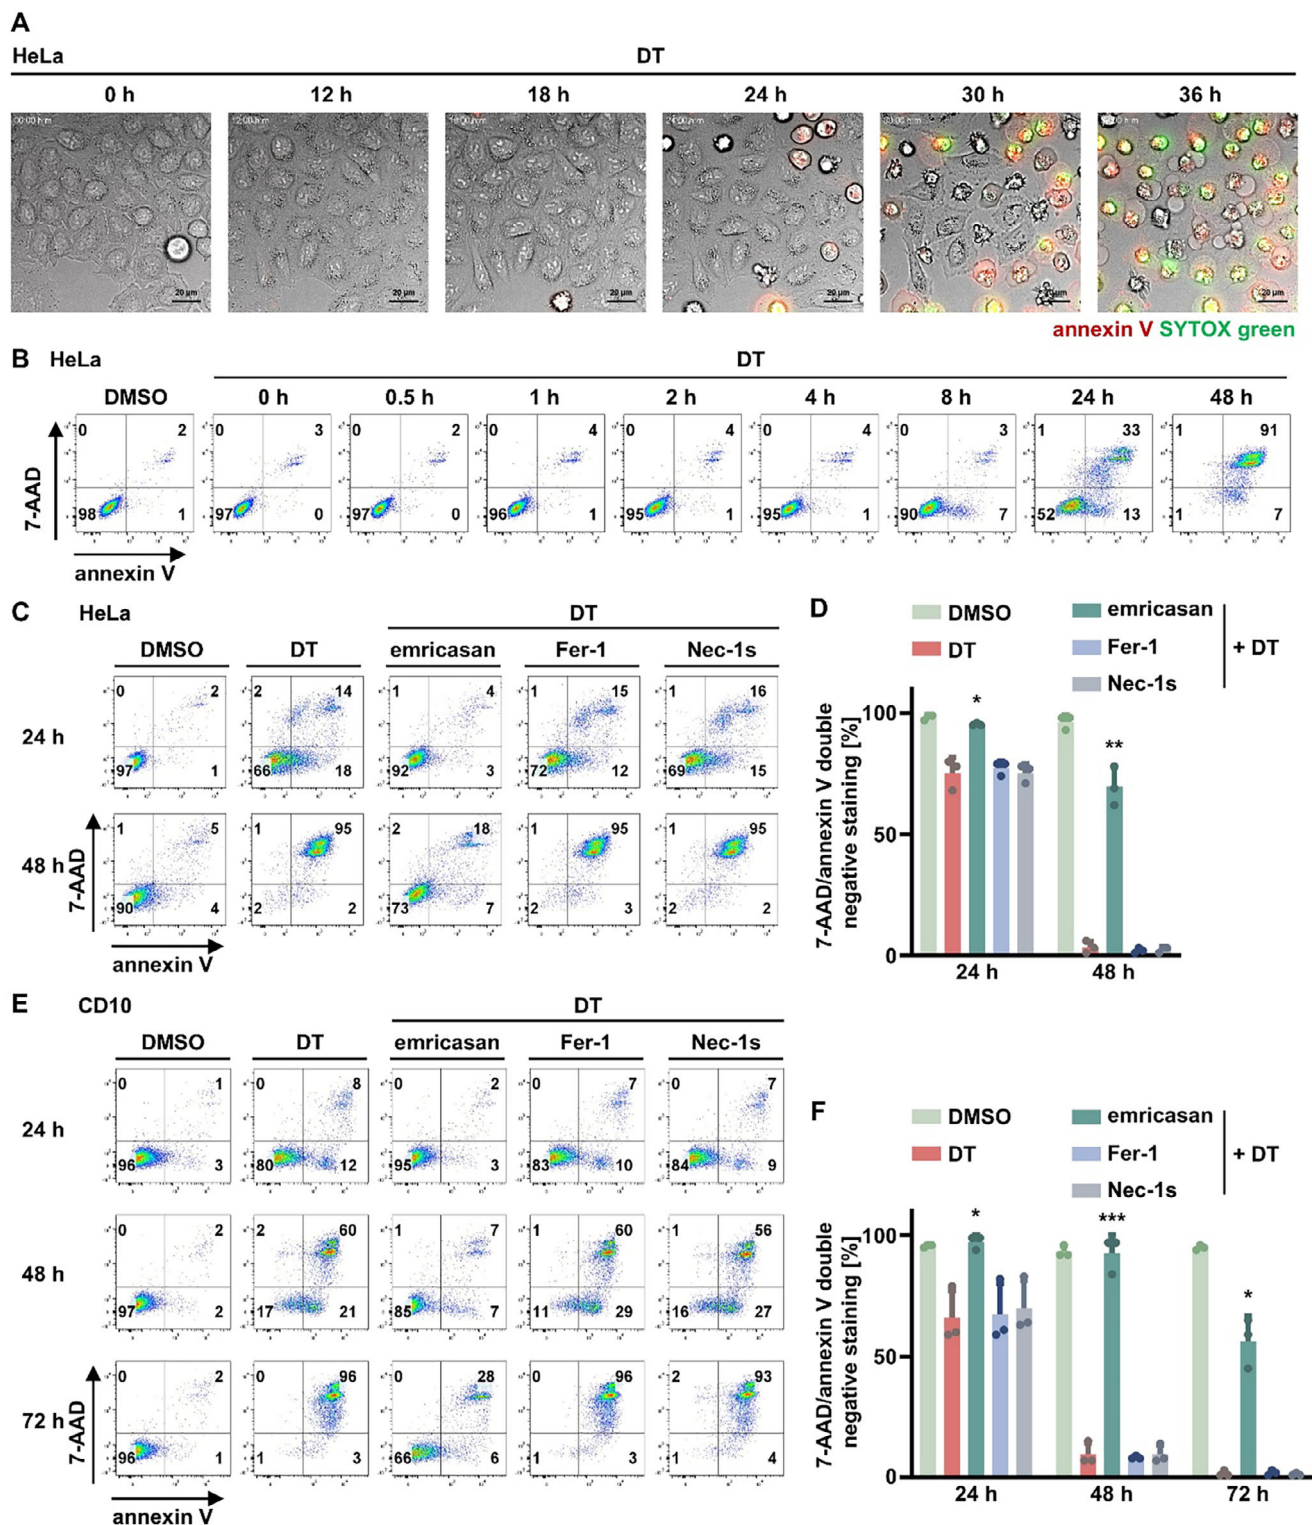 A
HeLa DT
0 h 12 h 18 h 24 h 30 h 36 h
20 µm 20 µm 20 µm 20 µm 20 µm
annexin V SYTOX green
B HeLa DT
DMSO 0 h 0.5 h 1 h 2 h 4 h 8 h 24 h 48 h
0 2 0 3 0 2 0 4 0 4 0 4 0 3 1 33 1 91
7-AAD
98 1 97 0 97 0 96 1 95 1 95 1 90 7 52 13 1 7
annexin V
C HeLa DT
DMSO DT emricasan Fer-1 Nec-1s
0 2 2 14 1 4 1 15 1 16
24 h
97 1 66 18 92 3 72 12 69 15
1 5 1 95 2 18 1 95 1 95
48 h
7-AAD
90 4 2 2 73 7 2 3 2 2
annexin V
D
DMSO emricasan
DT Fer-1 + DT
Nec-1s
7-AAD/annexin V double
negative staining [%]
100
50
0
* **
24 h 48 h
E CD10 DT
DMSO DT emricasan Fer-1 Nec-1s
0 1 0 8 0 2 0 7 0 7
24 h
96 3 80 12 95 3 83 10 84 9
0 2 2 60 1 7 1 60 1 56
48 h
97 2 17 21 85 7 11 29 16 27
0 2 0 96 0 28 0 96 2 93
72 h
7-AAD
96 1 1 3 66 6 1 3 1 4
annexin V
F
DMSO emricasan
DT Fer-1 + DT
Nec-1s
7-AAD/annexin V double
negative staining [%]
100
50
0
* *** *
24 h 48 h 72 h